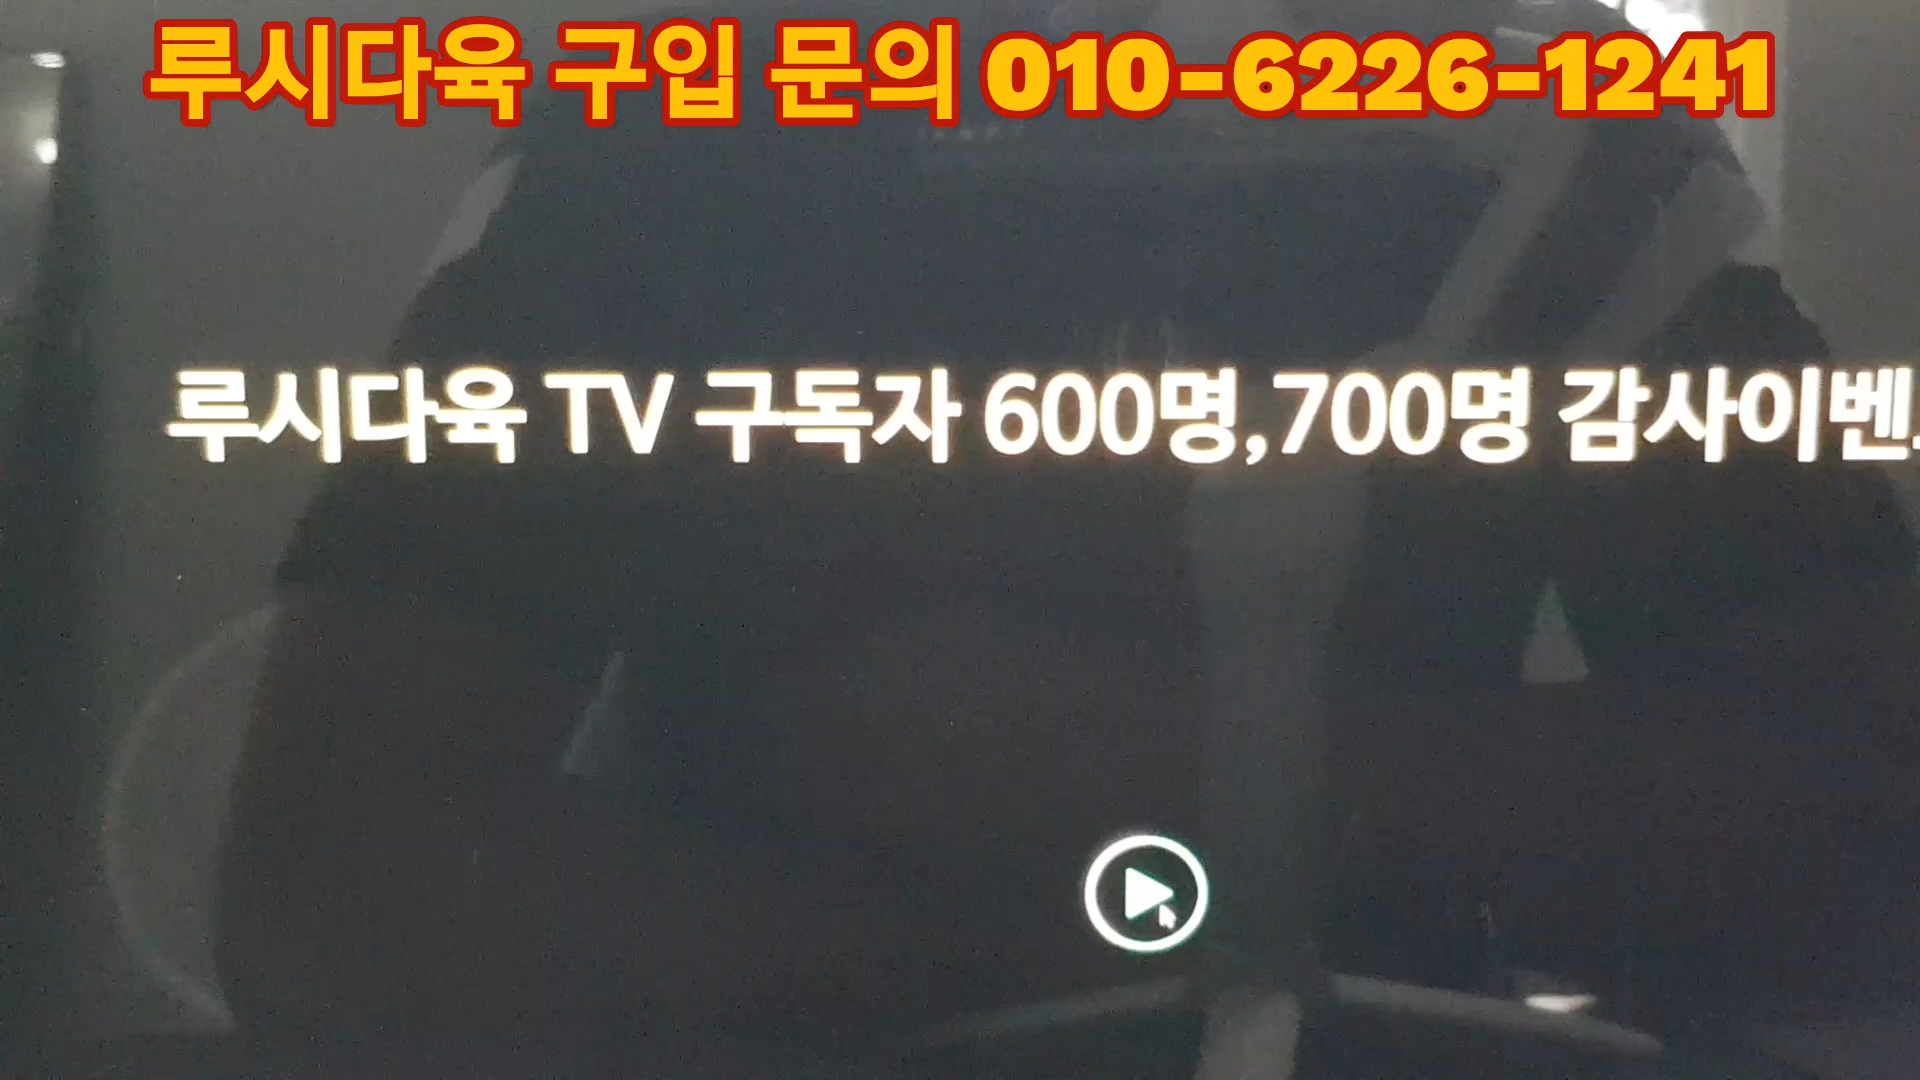 루시다육 구입 문의 010-6226-1241
루시다육 TV 구독자 600명,700명 감사이벤